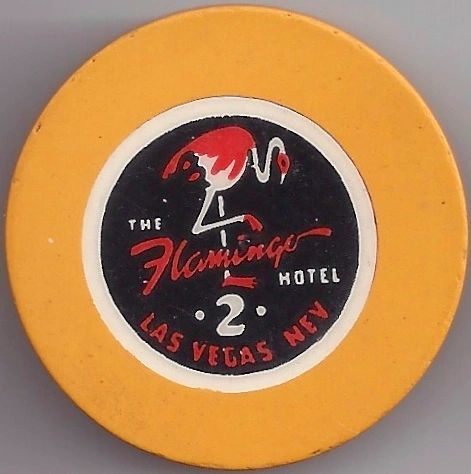 THE
Flamingo
HOTEL
· 2 ·
LAS VEGAS NEV